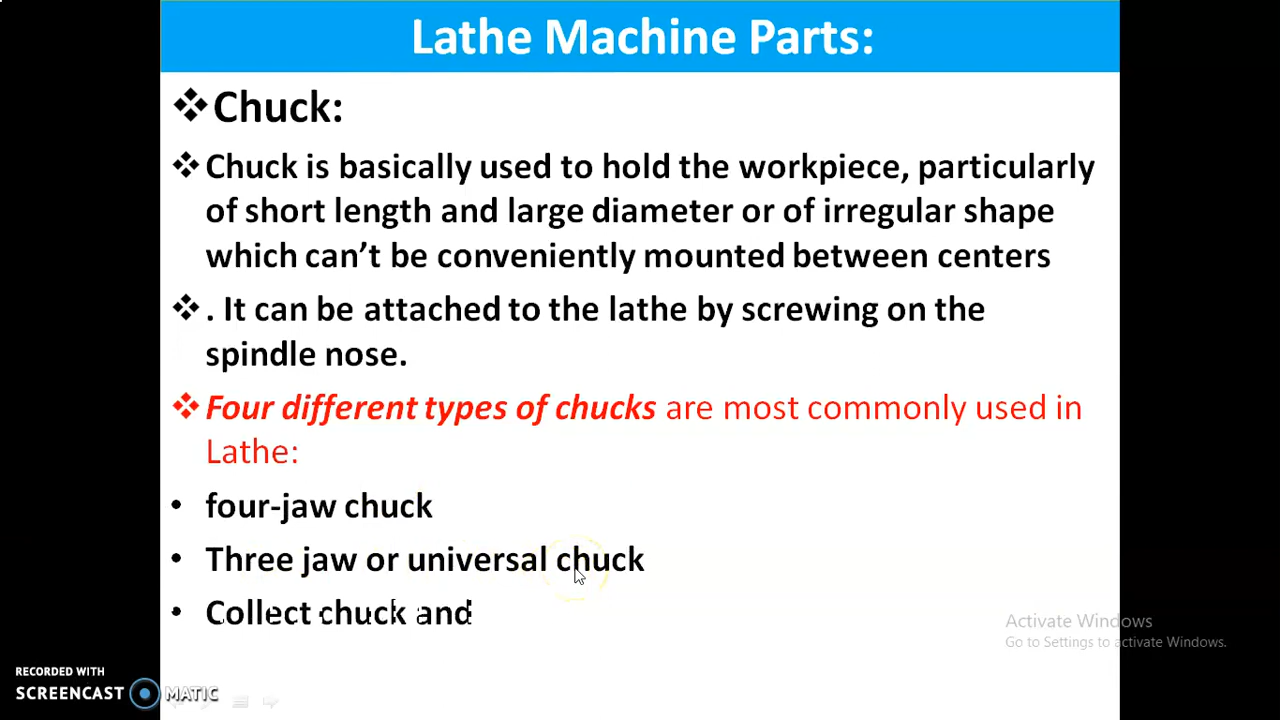 Lathe Machine Parts:
❖Chuck:
❖ Chuck is basically used to hold the workpiece, particularly
of short length and large diameter or of irregular shape
which can’t be conveniently mounted between centers
❖ . It can be attached to the lathe by screwing on the
spindle nose.
❖ Four different types of chucks are most commonly used in
Lathe:
• four-jaw chuck
• Three jaw or universal chuck
• Collect chuck and
Activate Windows
Go to Settings to activate Windows.
RECORDED WITH
SCREENCAST MATIC